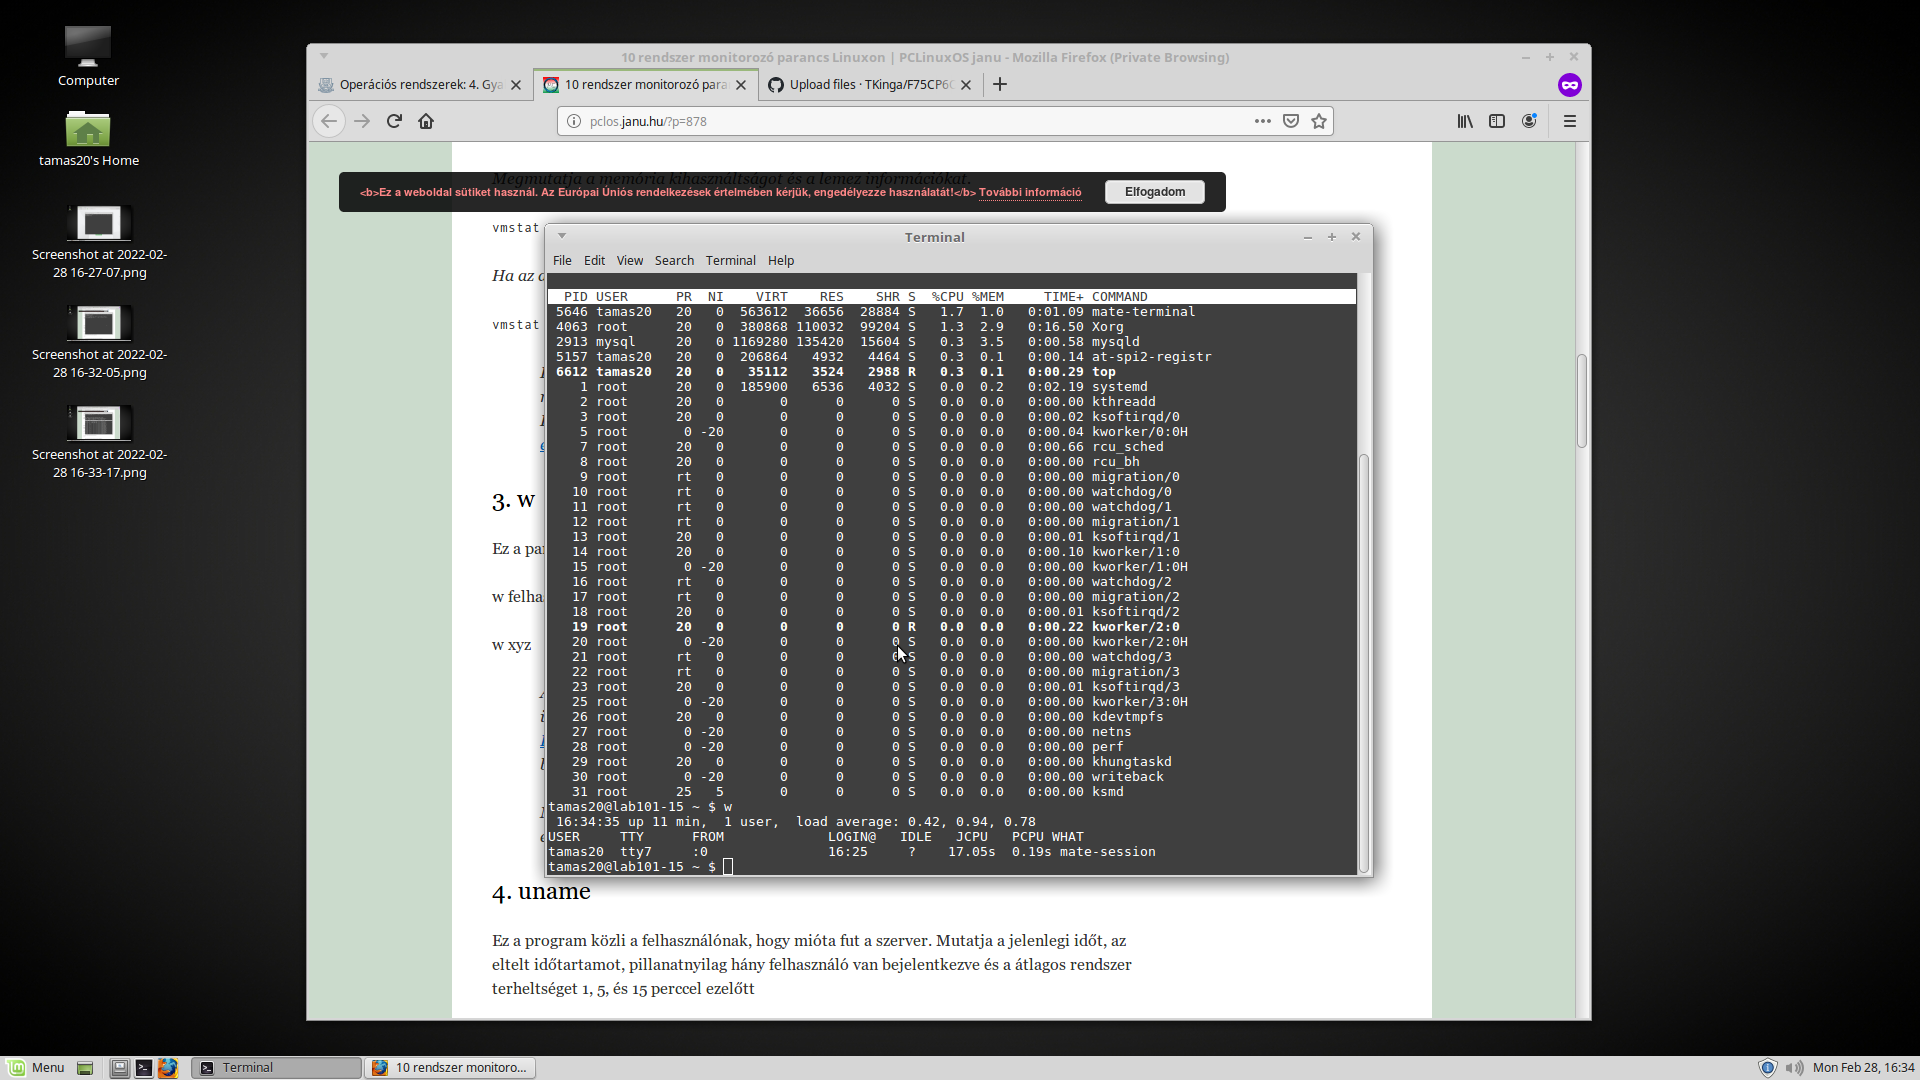 Computer
tamas20's Home
Screenshot at 2022-02-
28 16-27-07.png
Screenshot at 2022-02-
28 16-32-05.png
Screenshot at 2022-02-
28 16-33-17.png
10 rendszer monitorozó parancs Linuxon | PCLinuxOS janu - Mozilla Firefox (Private Browsing)
Operációs rendszerek: 4. Gya
10 rendszer monitorozó para
Upload files · TKinga/F75CP6
pclos.janu.hu/?p=878
Megmutatja a memória kihasználtságot és a lemez információkat.
<b>Ez a weboldal sütiket használ. Az Európai Úniós rendelkezések értelmében kérjük, engedélyezze használatát!</b> További információ
Elfogadom
vmstat
Ha az
vmstat
3. w
Ez a
w
w xyz
Terminal
File Edit View Search Terminal Help
PID USER PR NI VIRT RES SHR S %CPU %MEM TIME+ COMMAND
5646 tamas20 20 0 563612 36656 28884 S 1.7 1.0 0:01.09 mate-terminal
4063 root 20 0 380868 110032 99204 S 1.3 2.9 0:16.50 Xorg
2913 mysql 20 0 1169280 135420 15604 S 0.3 3.5 0:00.58 mysqld
5157 tamas20 20 0 206864 4932 4464 S 0.3 0.1 0:00.14 at-spi2-registr
6612 tamas20 20 0 35112 3524 2988 R 0.3 0.1 0:00.29 top
1 root 20 0 185900 6536 4032 S 0.0 0.2 0:02.19 systemd
2 root 20 0 0 0 0 S 0.0 0.0 0:00.00 kthreadd
3 root 20 0 0 0 0 S 0.0 0.0 0:00.02 ksoftirqd/0
5 root 0 -20 0 0 0 S 0.0 0.0 0:00.04 kworker/0:0H
7 root 20 0 0 0 0 S 0.0 0.0 0:00.66 rcu_sched
8 root 20 0 0 0 0 S 0.0 0.0 0:00.00 rcu_bh
9 root rt 0 0 0 0 S 0.0 0.0 0:00.00 migration/0
10 root rt 0 0 0 0 S 0.0 0.0 0:00.00 watchdog/0
11 root rt 0 0 0 0 S 0.0 0.0 0:00.00 watchdog/1
12 root rt 0 0 0 0 S 0.0 0.0 0:00.00 migration/1
13 root 20 0 0 0 0 S 0.0 0.0 0:00.01 ksoftirqd/1
14 root 20 0 0 0 0 S 0.0 0.0 0:00.10 kworker/1:0
15 root 0 -20 0 0 0 S 0.0 0.0 0:00.00 kworker/1:0H
16 root rt 0 0 0 0 S 0.0 0.0 0:00.00 watchdog/2
17 root rt 0 0 0 0 S 0.0 0.0 0:00.00 migration/2
18 root 20 0 0 0 0 S 0.0 0.0 0:00.01 ksoftirqd/2
19 root 20 0 0 0 0 R 0.0 0.0 0:00.22 kworker/2:0
20 root 0 -20 0 0 0 S 0.0 0.0 0:00.00 kworker/2:0H
21 root rt 0 0 0 0 S 0.0 0.0 0:00.00 watchdog/3
22 root rt 0 0 0 0 S 0.0 0.0 0:00.00 migration/3
23 root 20 0 0 0 0 S 0.0 0.0 0:00.01 ksoftirqd/3
25 root 0 -20 0 0 0 S 0.0 0.0 0:00.00 kworker/3:0H
26 root 20 0 0 0 0 S 0.0 0.0 0:00.00 kdevtmpfs
27 root 0 -20 0 0 0 S 0.0 0.0 0:00.00 netns
28 root 0 -20 0 0 0 S 0.0 0.0 0:00.00 perf
29 root 20 0 0 0 0 S 0.0 0.0 0:00.00 khungtaskd
30 root 0 -20 0 0 0 S 0.0 0.0 0:00.00 writeback
31 root 25 5 0 0 0 S 0.0 0.0 0:00.00 ksmd
tamas20@lab101-15 ~ $ w
16:34:35 up 11 min, 1 user, load average: 0.42, 0.94, 0.78
USER TTY FROM LOGIN@ IDLE JCPU PCPU WHAT
tamas20 tty7 :0 16:25 ? 17.05s 0.19s mate-session
tamas20@lab101-15 ~ $
4. uname
Ez a program közli a felhasználónak, hogy mióta fut a szerver. Mutatja a jelenlegi időt, az
eltelt időtartamot, pillanatnyilag hány felhasználó van bejelentkezve és a átlagos rendszer
terheltséget 1, 5, és 15 perccel ezelőtt
Menu
Terminal
10 rendszer monitoro...
Mon Feb 28, 16:34